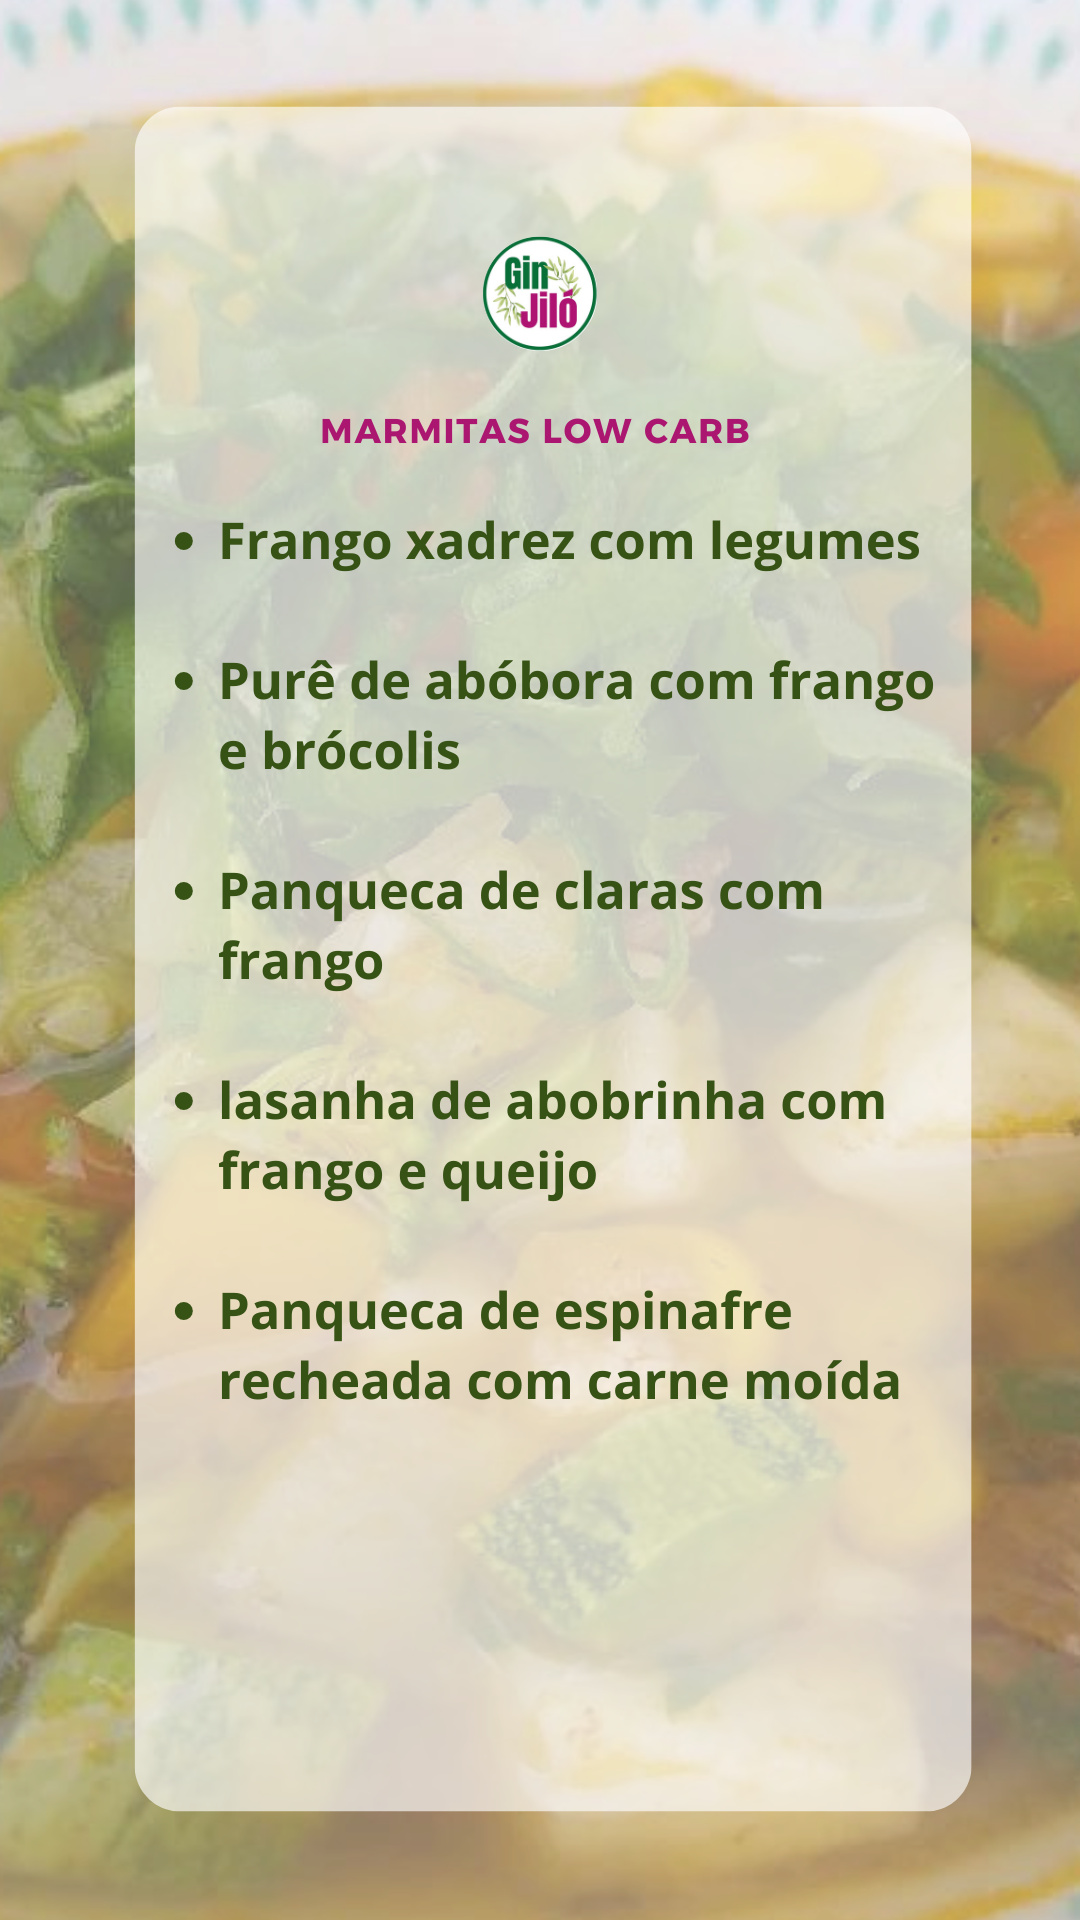 Gin
Jiló
MARMITAS LOW CARB
• Frango xadrez com legumes
• Purê de abóbora com frango
e brócolis
• Panqueca de claras com
frango
• lasanha de abobrinha com
frango e queijo
• Panqueca de espinafre
recheada com carne moída